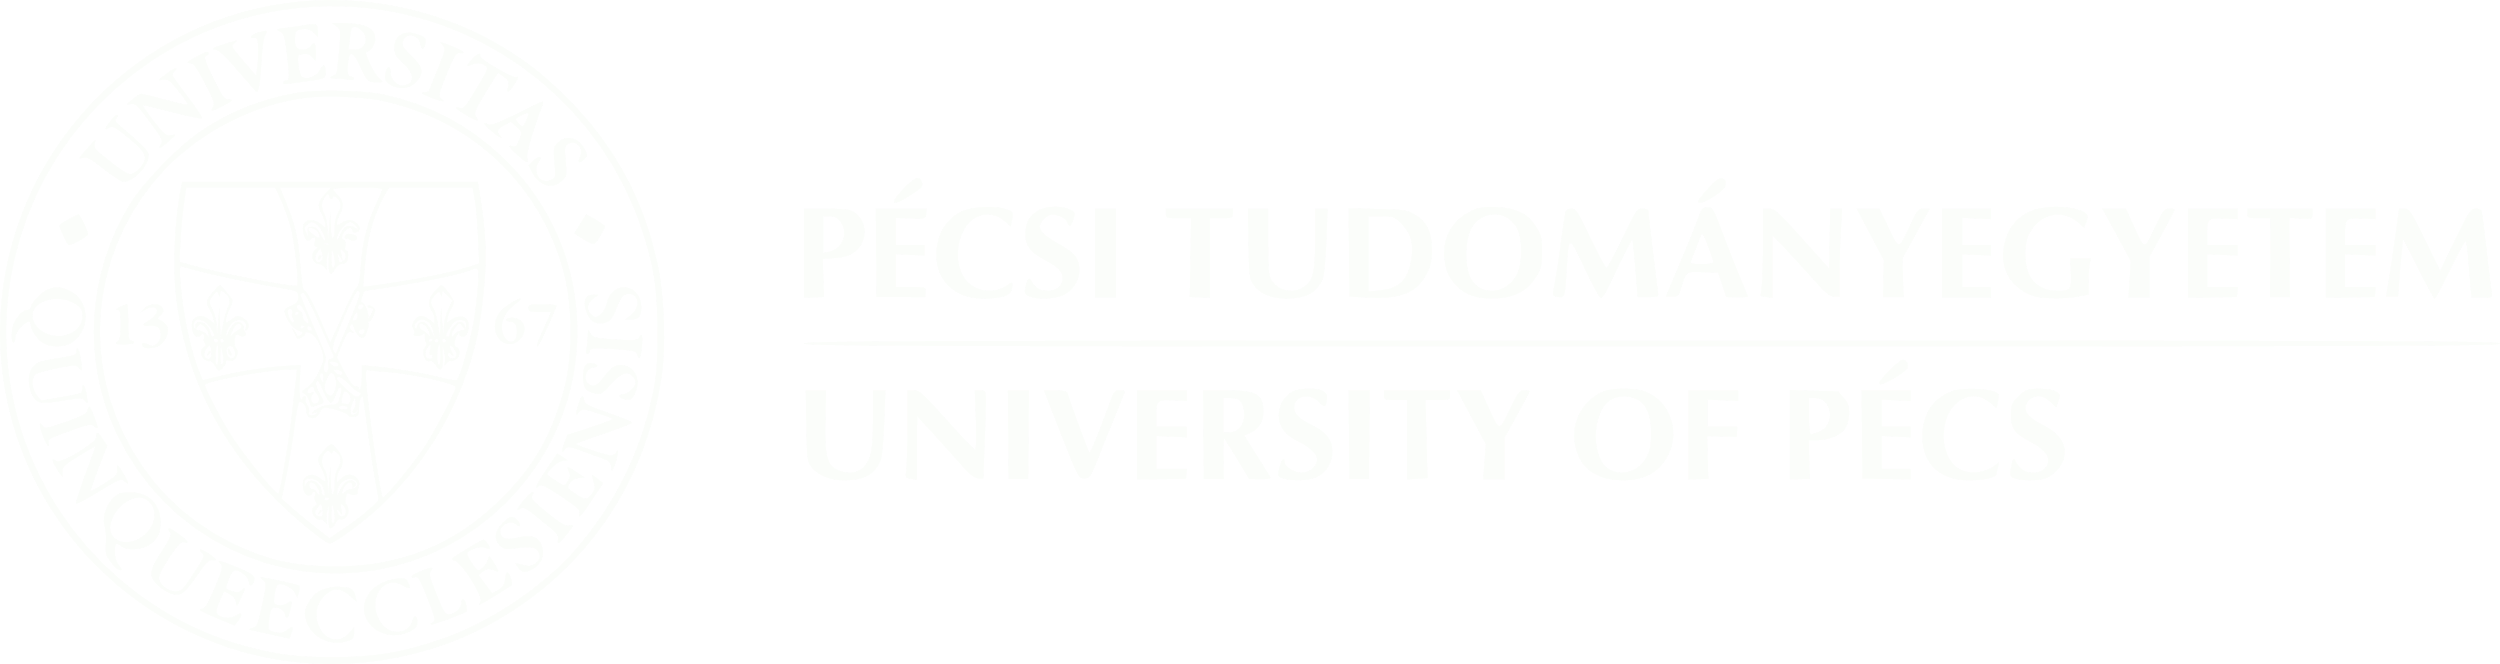 UNIVERSITAS
QUINQUEECCLESIENSIS
13 67
PÉCSI TUDOMÁNYEGYETEM
UNIVERSITY OF PÉCS